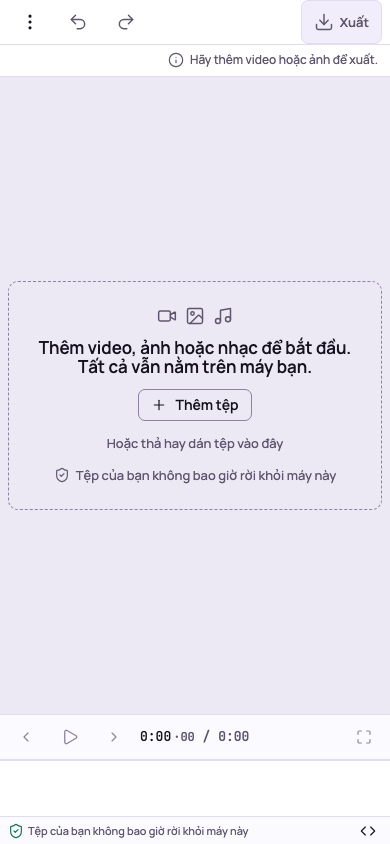 Xuất
Hãy thêm video hoặc ảnh để xuất.
Thêm video, ảnh hoặc nhạc để bắt đầu.
Tất cả vẫn nằm trên máy bạn.
Thêm tệp
Hoặc thả hay dán tệp vào đây
Tệp của bạn không bao giờ rời khỏi máy này
0:00·00 / 0:00
Tệp của bạn không bao giờ rời khỏi máy này